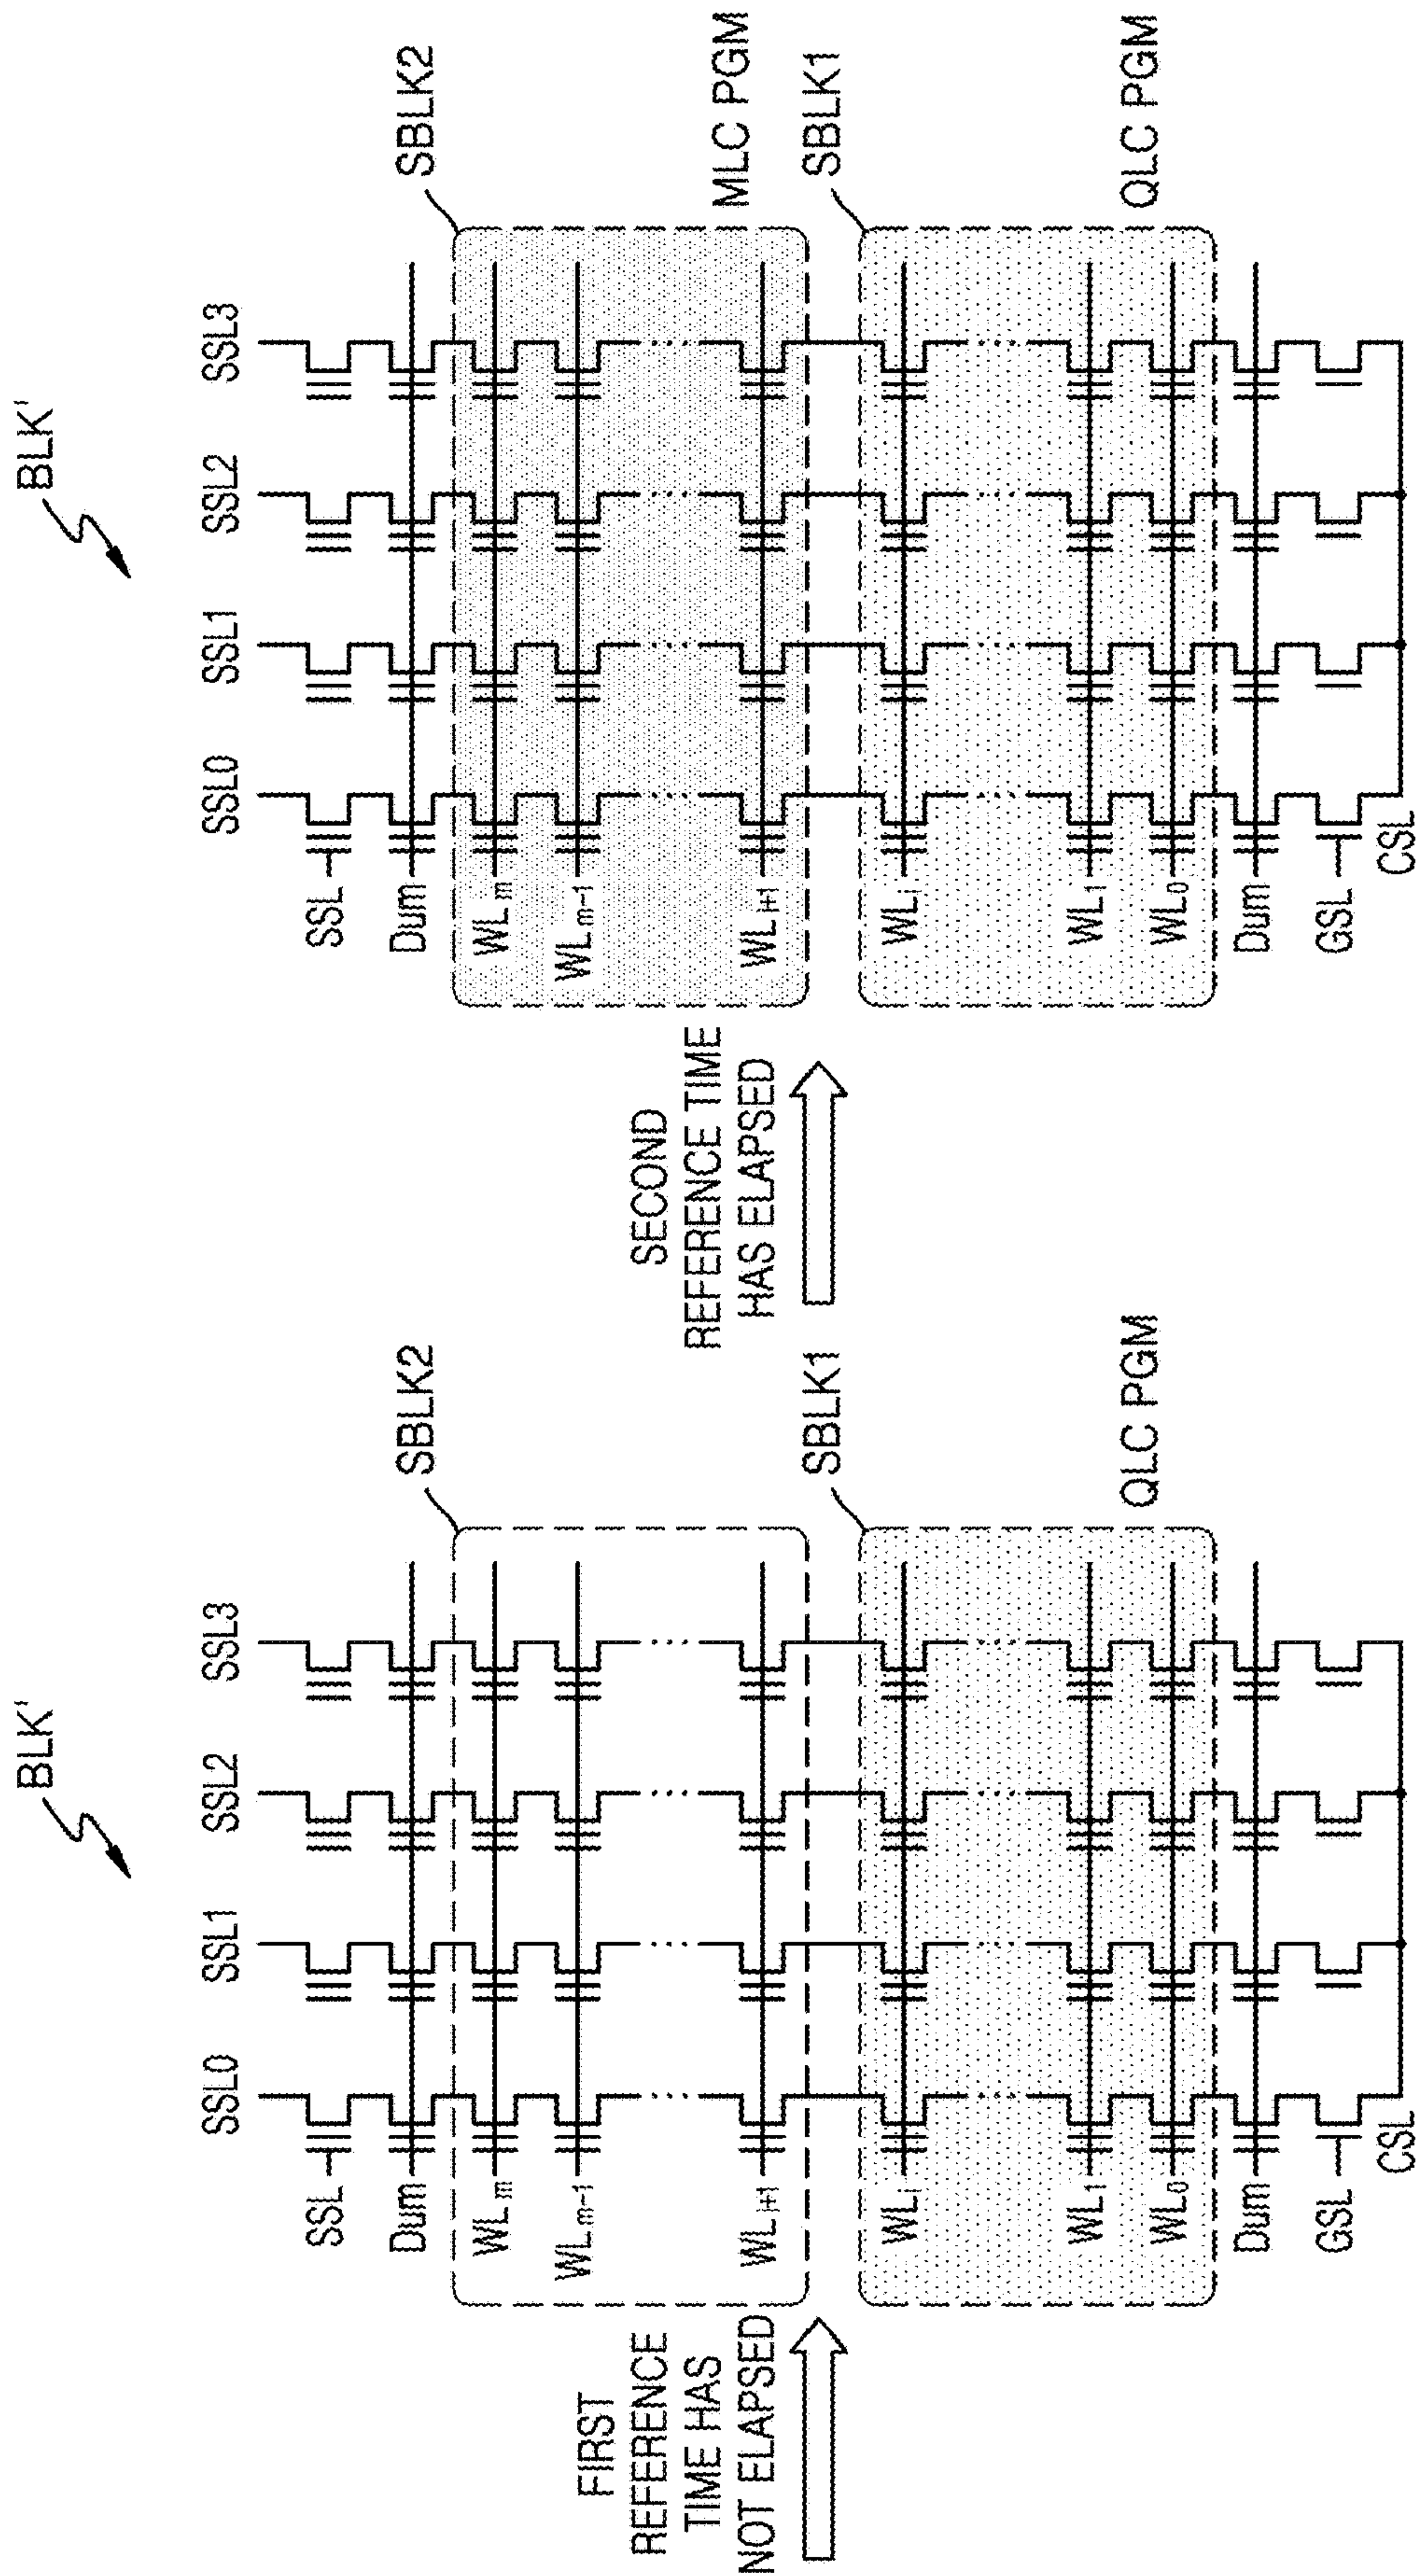 FIRST
REFERENCE
TIME HAS
NOT ELAPSED
BLK'
SSL0 SSL1 SSL2 SSL3
SSL
Dum
WLm
WLm-1
WLi+1
WLi
WL1
WL0
Dum
GSL
CSL
SBLK2
SBLK1
QLC PGM
SECOND
REFERENCE TIME
HAS ELAPSED
BLK'
SSL0 SSL1 SSL2 SSL3
SSL
Dum
WLm
WLm-1
WLi+1
WLi
WL1
WL0
Dum
GSL
CSL
SBLK2
MLC PGM
SBLK1
QLC PGM